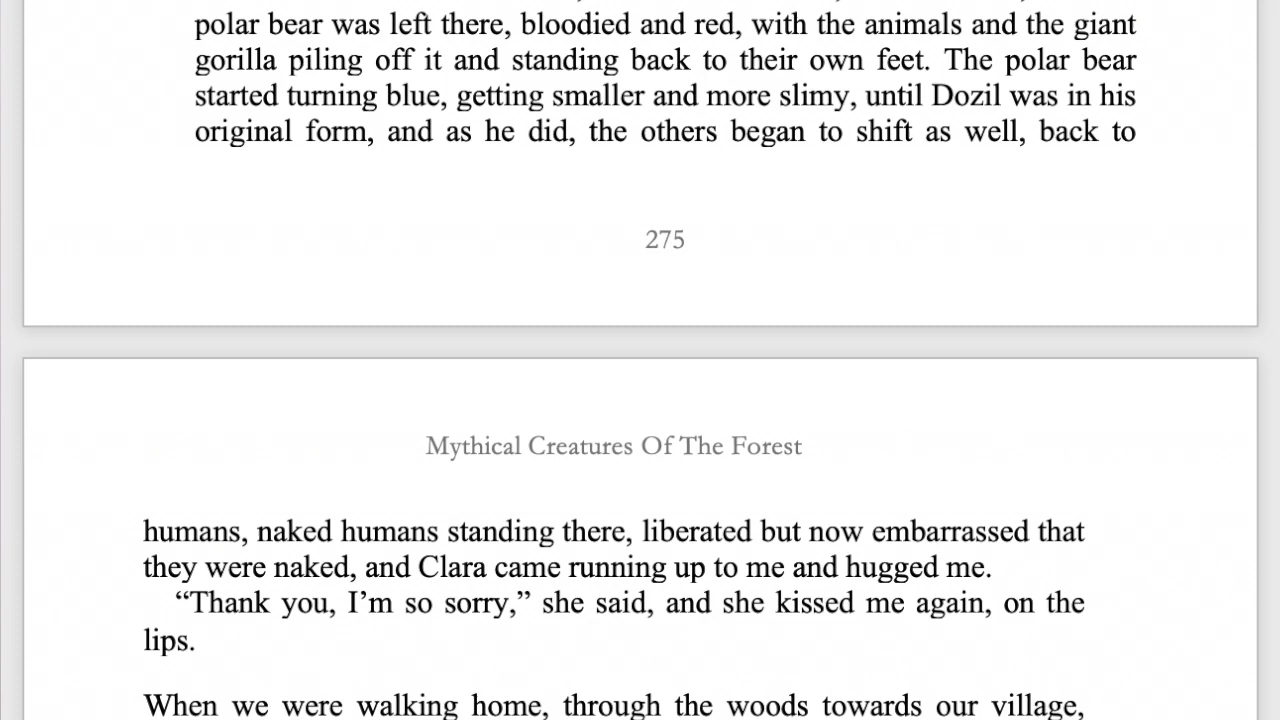 polar bear was left there, bloodied and red, with the animals and the giant
gorilla piling off it and standing back to their own feet. The polar bear
started turning blue, getting smaller and more slimy, until Dozil was in his
original form, and as he did, the others began to shift as well, back to
275
Mythical Creatures Of The Forest
humans, naked humans standing there, liberated but now embarrassed that
they were naked, and Clara came running up to me and hugged me.
“Thank you, I’m so sorry,” she said, and she kissed me again, on the
lips.
When we were walking home, through the woods towards our village,